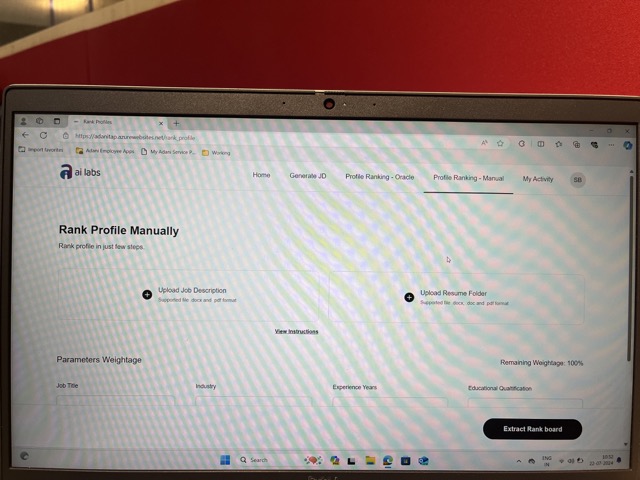 Rank Profiles
https://adanitap.azurewebsites.net/rank_profile
Import favorites
Adani Employee Apps
My Adani Service P...
Working
ai labs
Home
Generate JD
Profile Ranking - Oracle
Profile Ranking - Manual
My Activity
SB
Rank Profile Manually
Rank profile in just few steps.
Upload Job Description
Supported file: docx and .pdf format
Upload Resume Folder
Supported file: docx, .doc and .pdf format
View Instructions
Parameters Weightage
Remaining Weightage: 100%
Job Title
Industry
Experience Years
Educational Qualification
Extract Rank board
Search
ENG
IN
10:32
22-07-2024